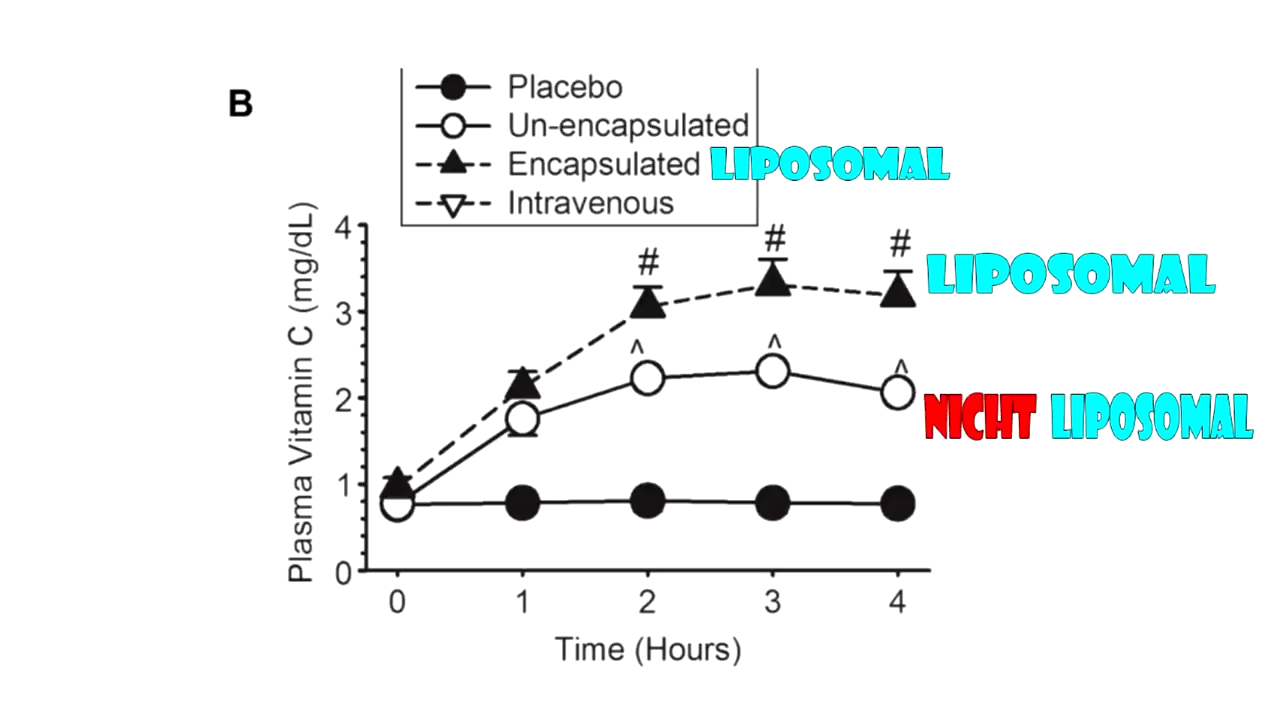 B
Placebo
Un-encapsulated
Encapsulated LIPOSOMAL
Intravenous
Plasma Vitamin C (mg/dL)
4
3
2
1
0
# # #
^ ^ ^
LIPOSOMAL
NICHT LIPOSOMAL
0 1 2 3 4
Time (Hours)